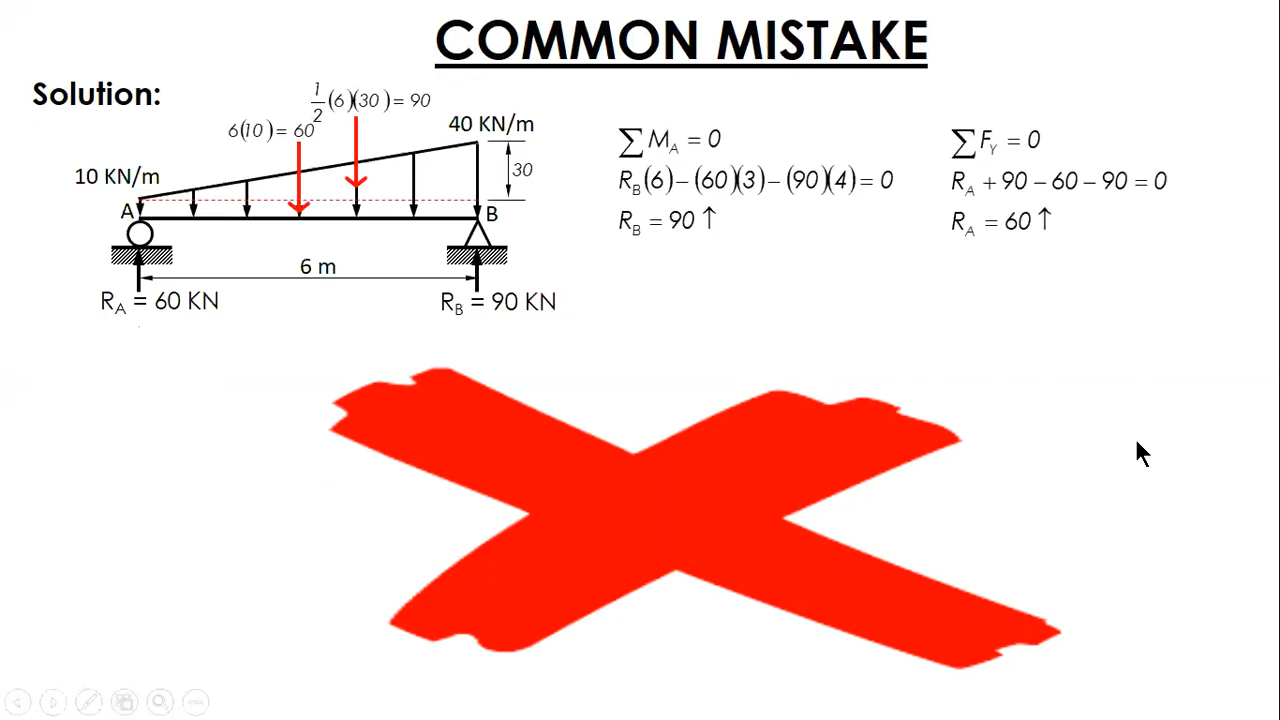 COMMON MISTAKE
Solution:
1/2 (6)(30) = 90
6(10) = 60
40 KN/m
10 KN/m
30
A
B
6 m
R_A = 60 KN
R_B = 90 KN
∑M_A = 0
R_B(6) − (60)(3) − (90)(4) = 0
R_B = 90 ↑
∑F_Y = 0
R_A + 90 − 60 − 90 = 0
R_A = 60 ↑